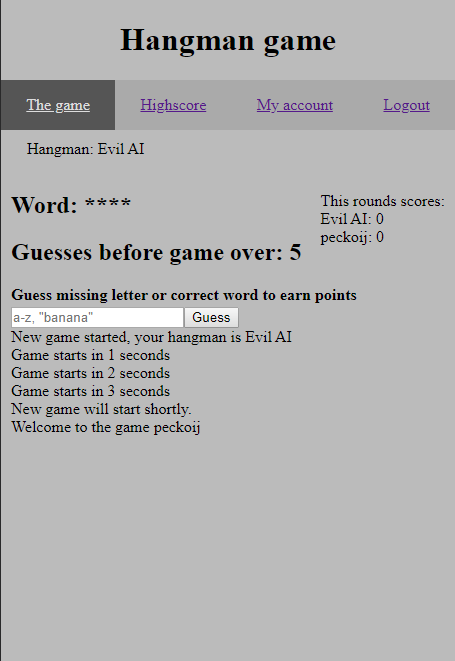 Hangman game
The game Highscore My account Logout
Hangman: Evil AI
Word: ****
This rounds scores:
Evil AI: 0
peckoij: 0
Guesses before game over: 5
Guess missing letter or correct word to earn points
a-z, "banana" Guess
New game started, your hangman is Evil AI
Game starts in 1 seconds
Game starts in 2 seconds
Game starts in 3 seconds
New game will start shortly.
Welcome to the game peckoij